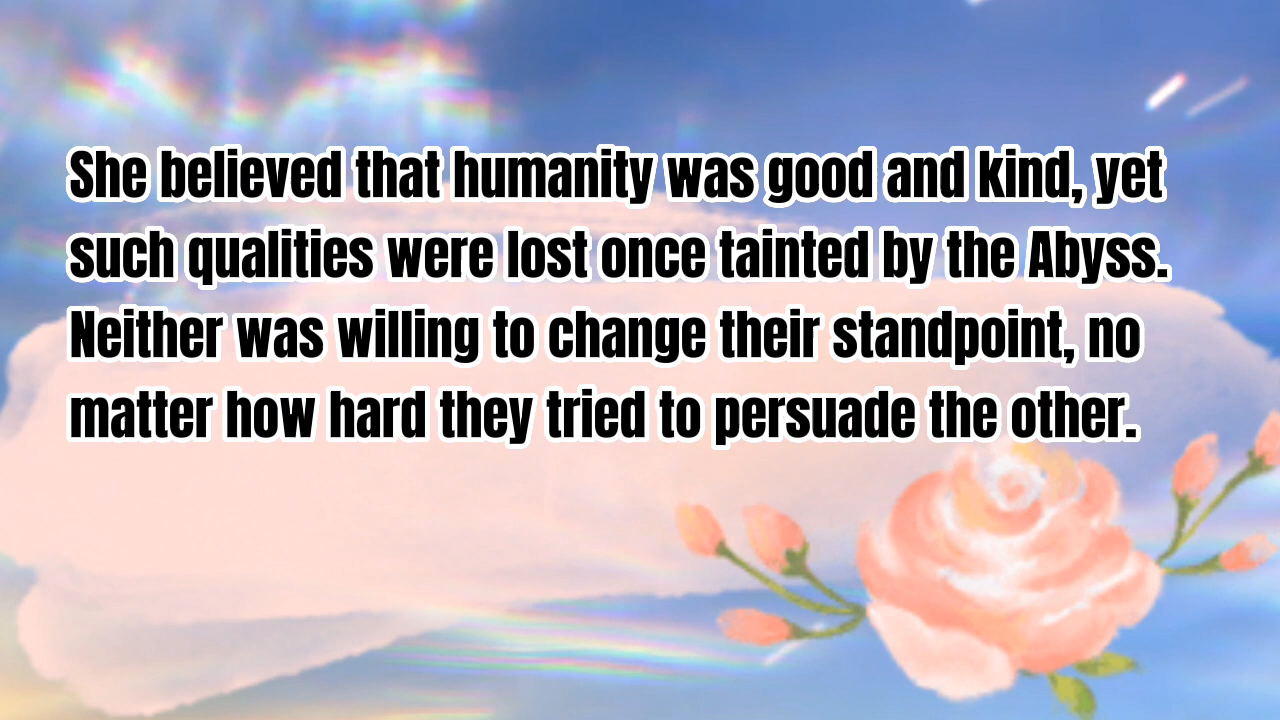 She believed that humanity was good and kind, yet
such qualities were lost once tainted by the Abyss.
Neither was willing to change their standpoint, no
matter how hard they tried to persuade the other.